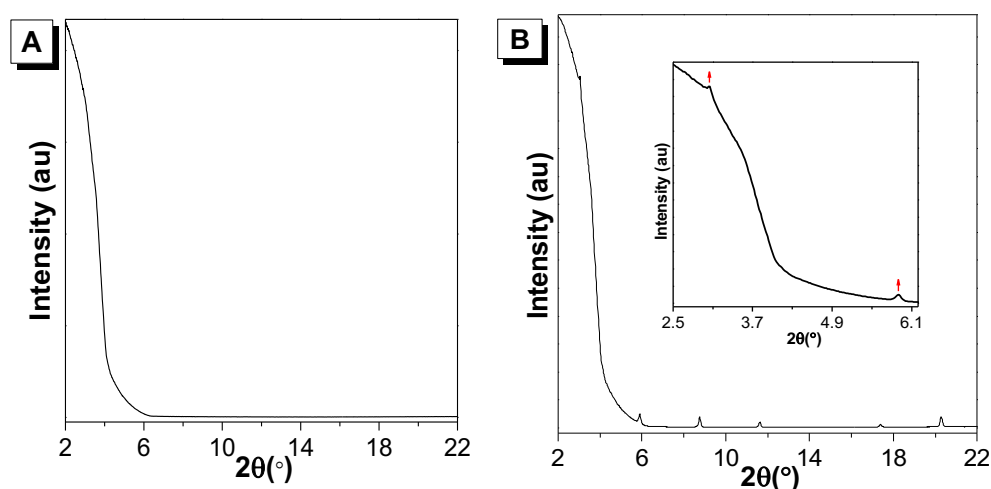 A
Intensity (au)
2 6 10 14 18 22
2θ(○)
B
Intensity (au)
Intensity (au)
2.5 3.7 4.9 6.1
2θ(°)
2 6 10 14 18 22
2θ(°)